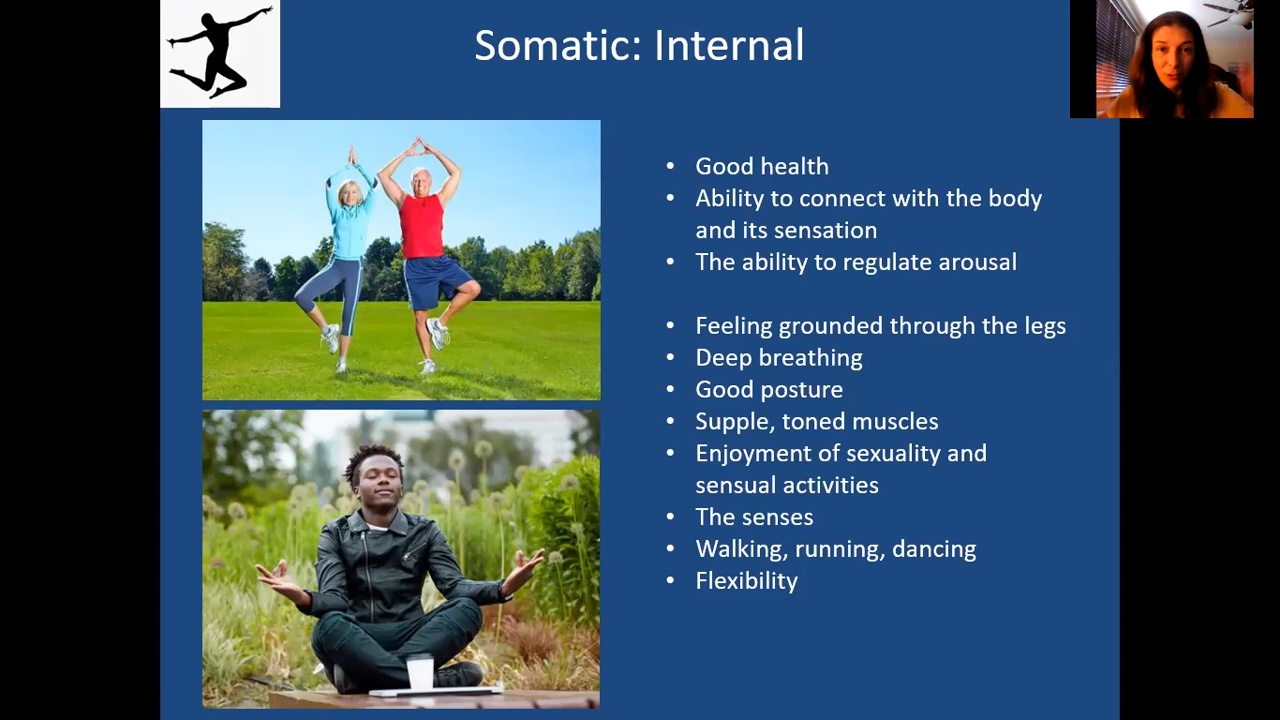 Somatic: Internal
• Good health
• Ability to connect with the body
and its sensation
• The ability to regulate arousal
• Feeling grounded through the legs
• Deep breathing
• Good posture
• Supple, toned muscles
• Enjoyment of sexuality and
sensual activities
• The senses
• Walking, running, dancing
• Flexibility